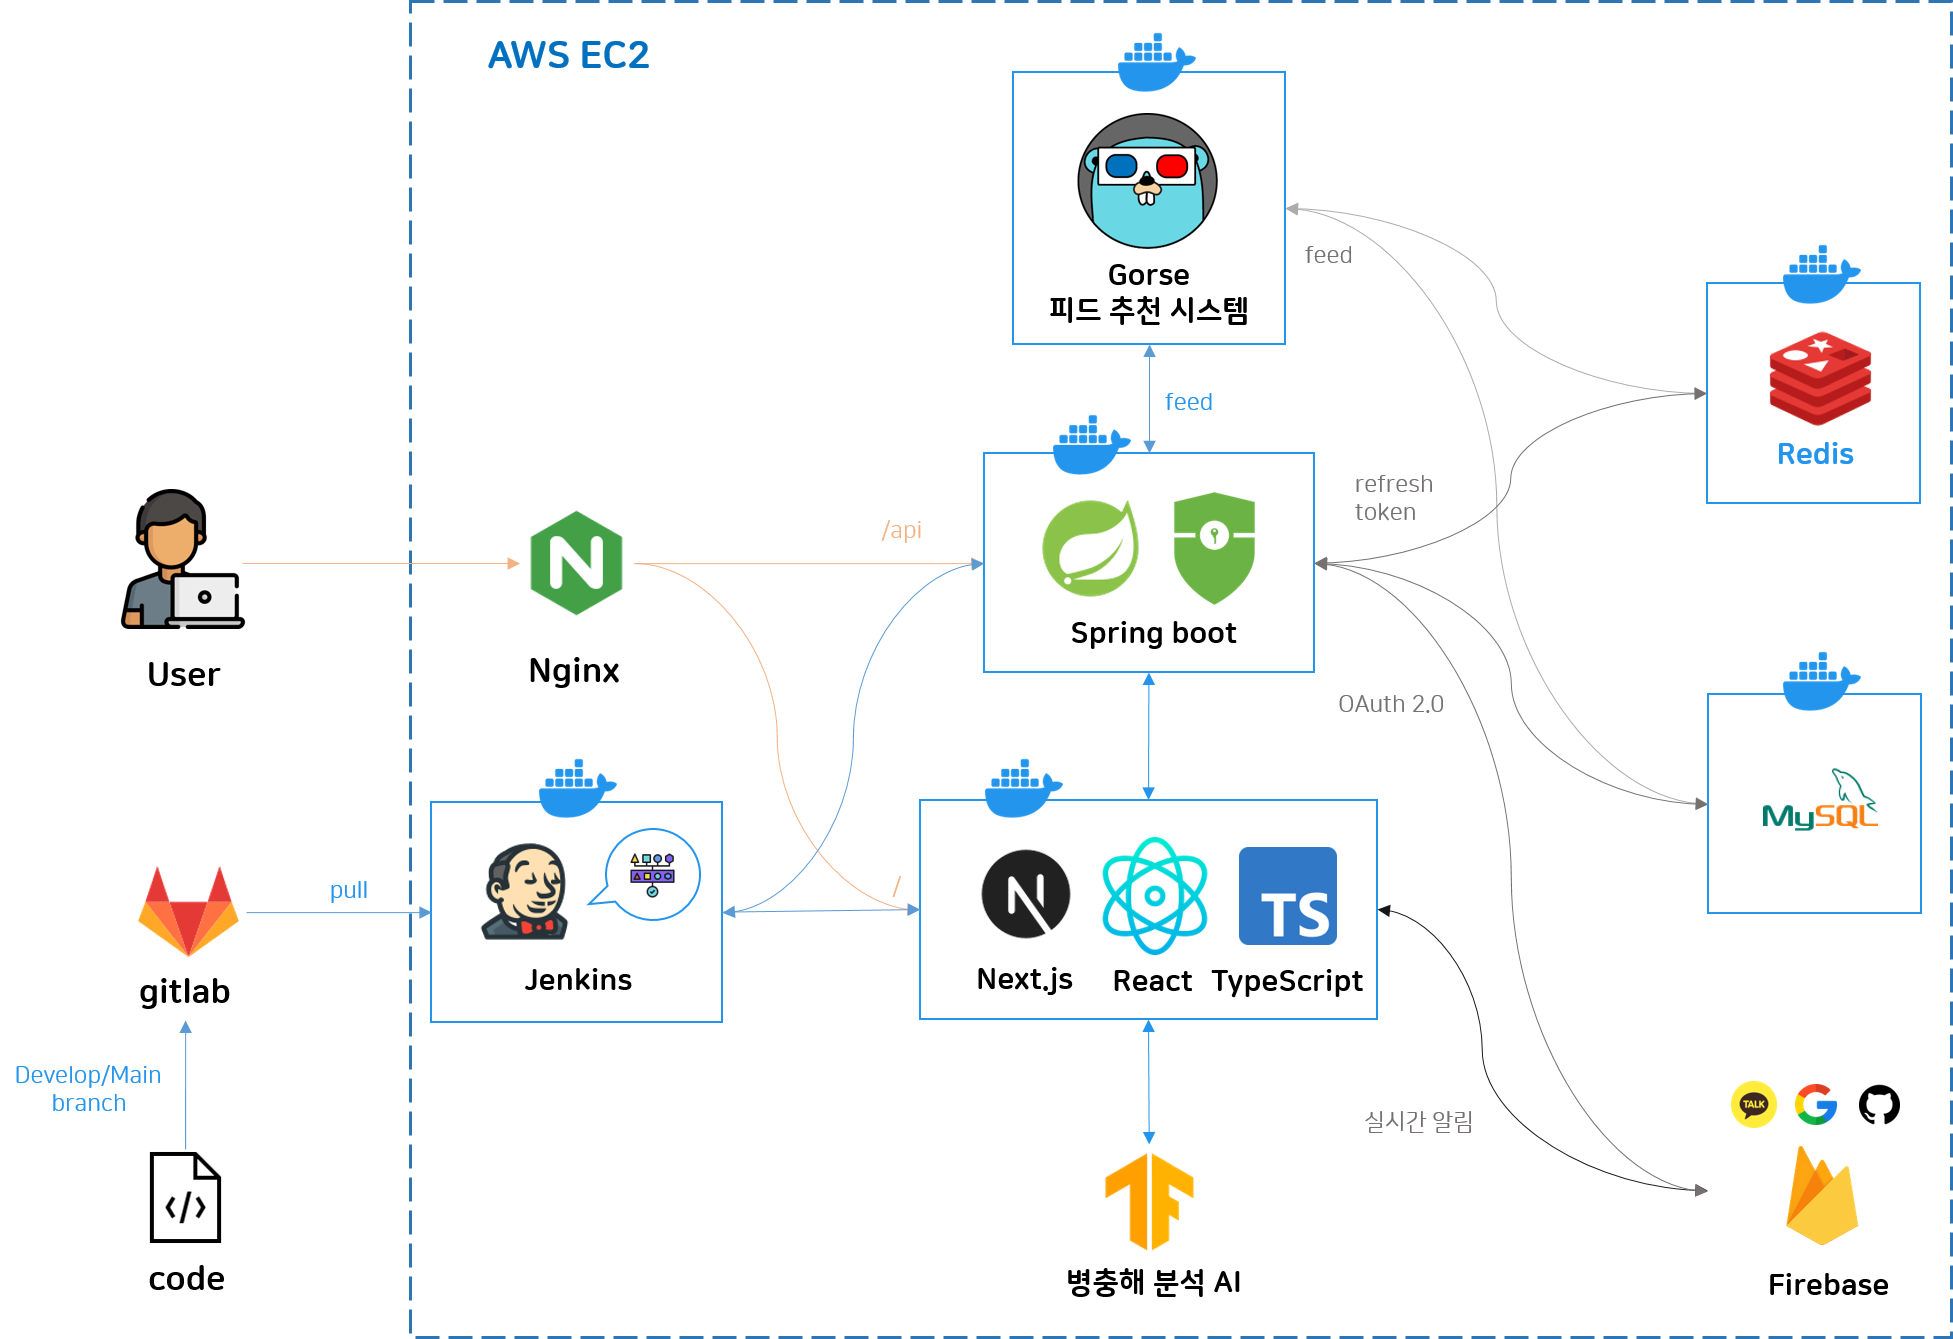 AWS EC2
Gorse
피드 추천 시스템
feed
feed
Redis
refresh
token
/api
User
Nginx
Spring boot
OAuth 2.0
MySQL
pull
/
gitlab
Jenkins
Next.js
React
TS
TypeScript
Develop/Main
branch
</>
code
실시간 알림
TALK
병충해 분석 AI
Firebase